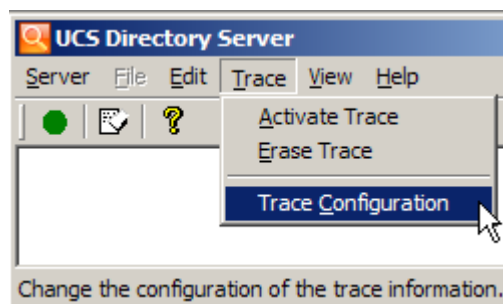 UCS Directory Server
Server File Edit Trace View Help
Activate Trace
Erase Trace
Trace Configuration
Change the configuration of the trace information.